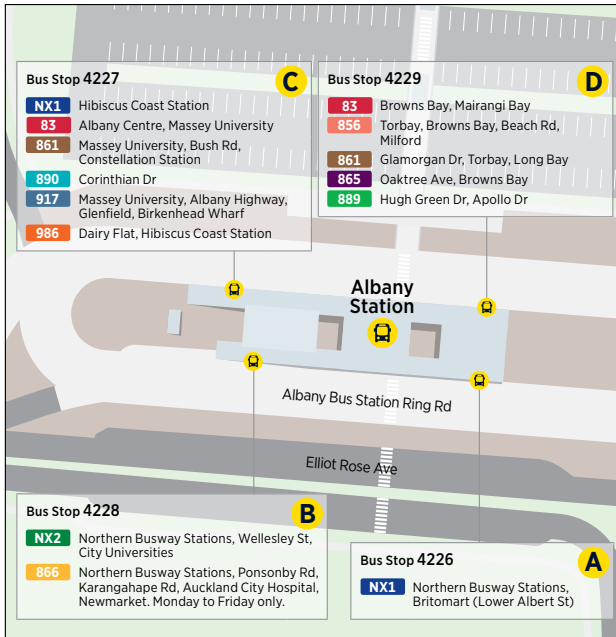 Bus Stop 4227
C
NX1 Hibiscus Coast Station
83 Albany Centre, Massey University
861 Massey University, Bush Rd,
Constellation Station
890 Corinthian Dr
917 Massey University, Albany Highway,
Glenfield, Birkenhead Wharf
986 Dairy Flat, Hibiscus Coast Station
Bus Stop 4229
D
83 Browns Bay, Mairangi Bay
856 Torbay, Browns Bay, Beach Rd,
Milford
861 Glamorgan Dr, Torbay, Long Bay
865 Oaktree Ave, Browns Bay
889 Hugh Green Dr, Apollo Dr
Albany
Station
Albany Bus Station Ring Rd
Elliot Rose Ave
Bus Stop 4228
B
NX2 Northern Busway Stations, Wellesley St,
City Universities
866 Northern Busway Stations, Ponsonby Rd,
Karangahape Rd, Auckland City Hospital,
Newmarket. Monday to Friday only.
Bus Stop 4226
A
NX1 Northern Busway Stations,
Britomart (Lower Albert St)